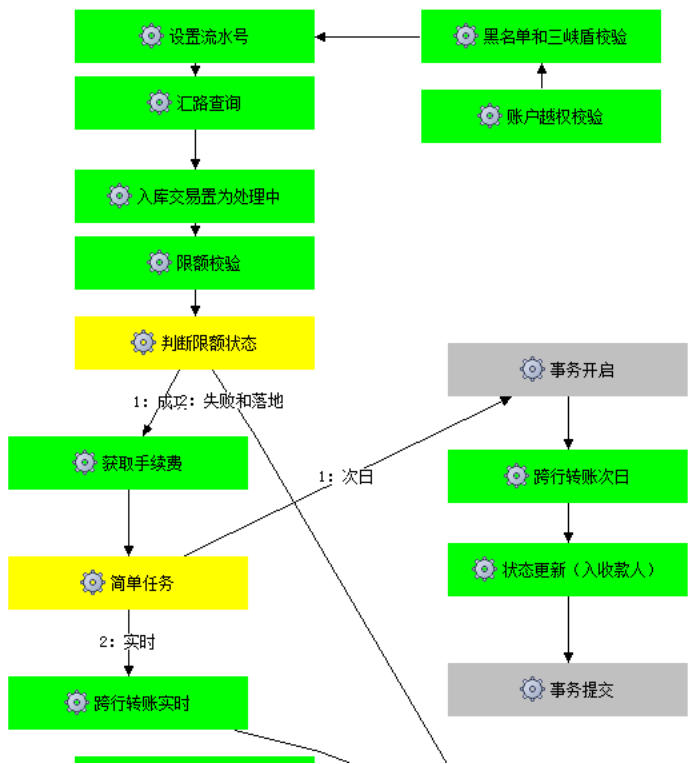 设置流水号
黑名单和三峡盾校验
汇路查询
账户越权校验
入库交易置为处理中
限额校验
判断限额状态
事务开启
1: 成功
2: 失败和落地
获取手续费
1: 次日
跨行转账次日
简单任务
状态更新（入收款人）
2: 实时
跨行转账实时
事务提交